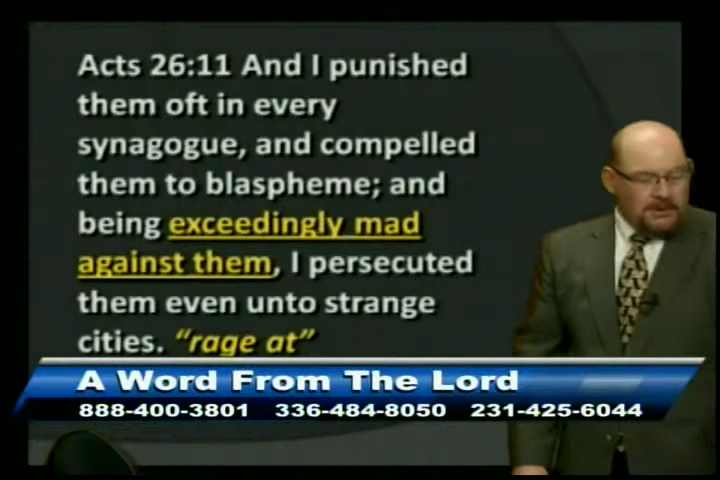 Acts 26:11 And I punished
them oft in every
synagogue, and compelled
them to blaspheme; and
being exceedingly mad
against them, I persecuted
them even unto strange
cities. “rage at”
A Word From The Lord
888-400-3801 336-484-8050 231-425-6044